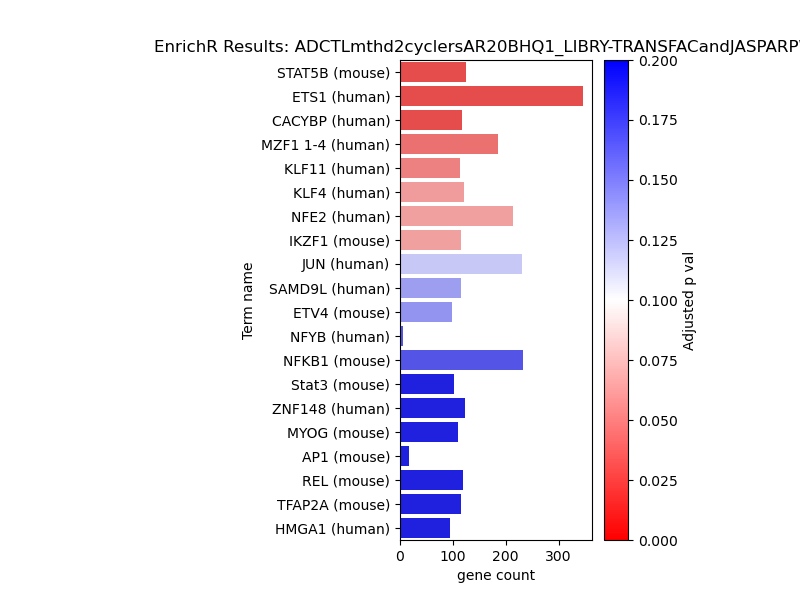 EnrichR Results: ADCTLmthd2cyclersAR20BHQ1_LIBRY-TRANSFACandJASPARP
STAT5B (mouse)
ETS1 (human)
CACYBP (human)
MZF1 1-4 (human)
KLF11 (human)
KLF4 (human)
NFE2 (human)
IKZF1 (mouse)
JUN (human)
SAMD9L (human)
ETV4 (mouse)
NFYB (human)
NFKB1 (mouse)
Stat3 (mouse)
ZNF148 (human)
MYOG (mouse)
AP1 (mouse)
REL (mouse)
TFAP2A (mouse)
HMGA1 (human)
Term name
0 100 200 300
gene count
0.200
0.175
0.150
0.125
0.100
0.075
0.050
0.025
0.000
Adjusted p val